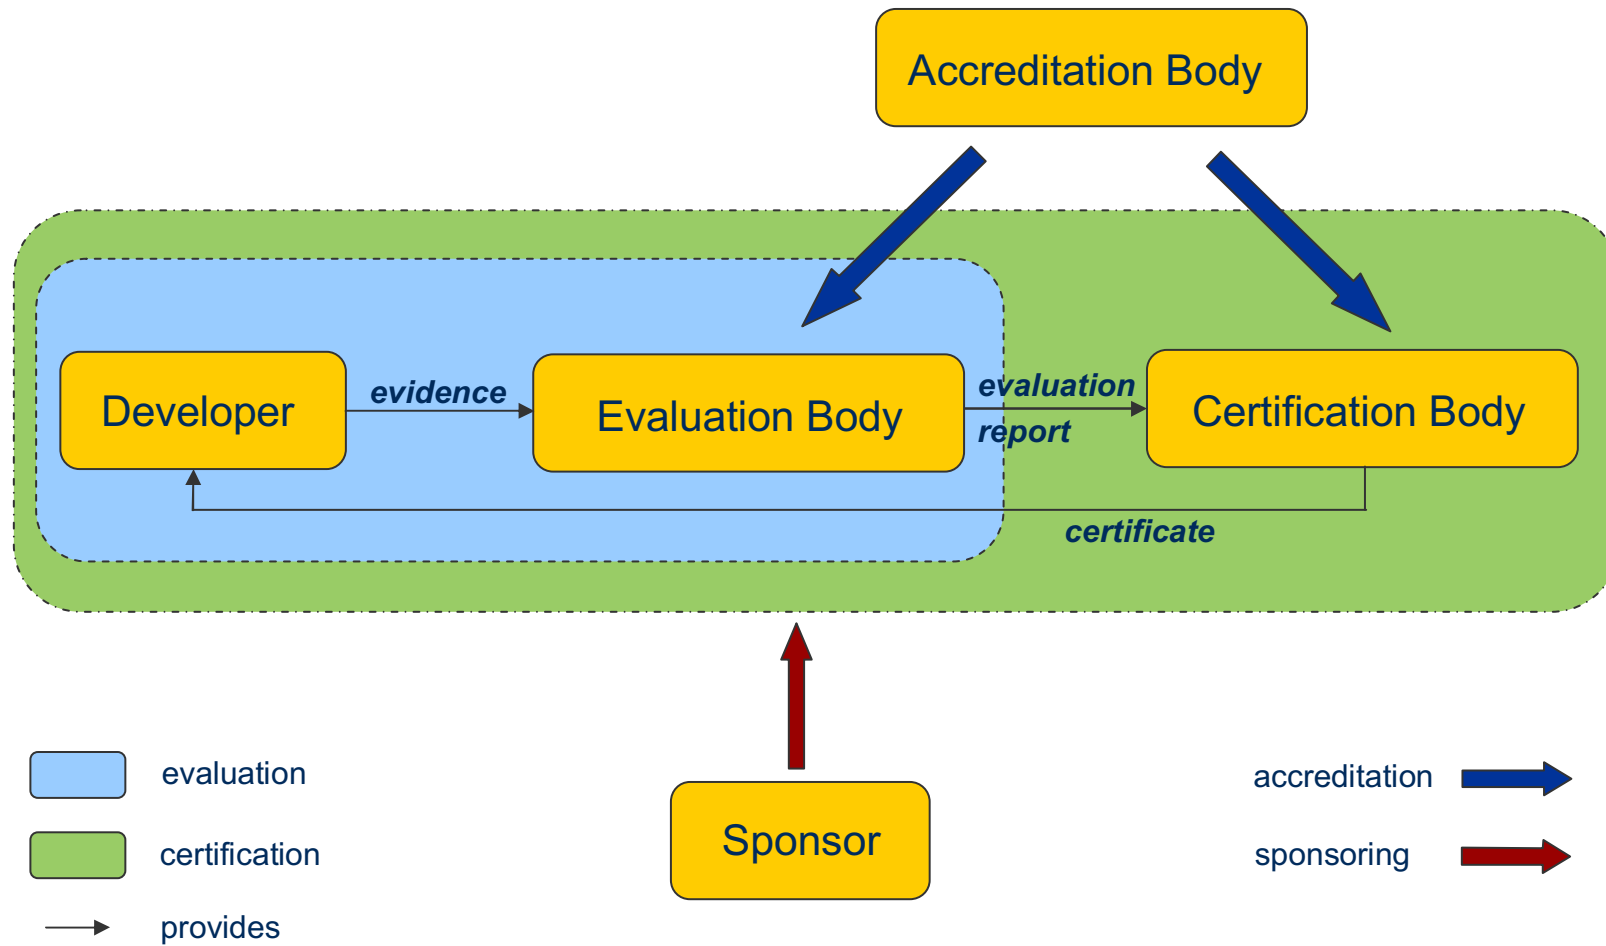 Accreditation Body
Developer
evidence
Evaluation Body
evaluation
report
Certification Body
certificate
evaluation
certification
provides
Sponsor
accreditation
sponsoring